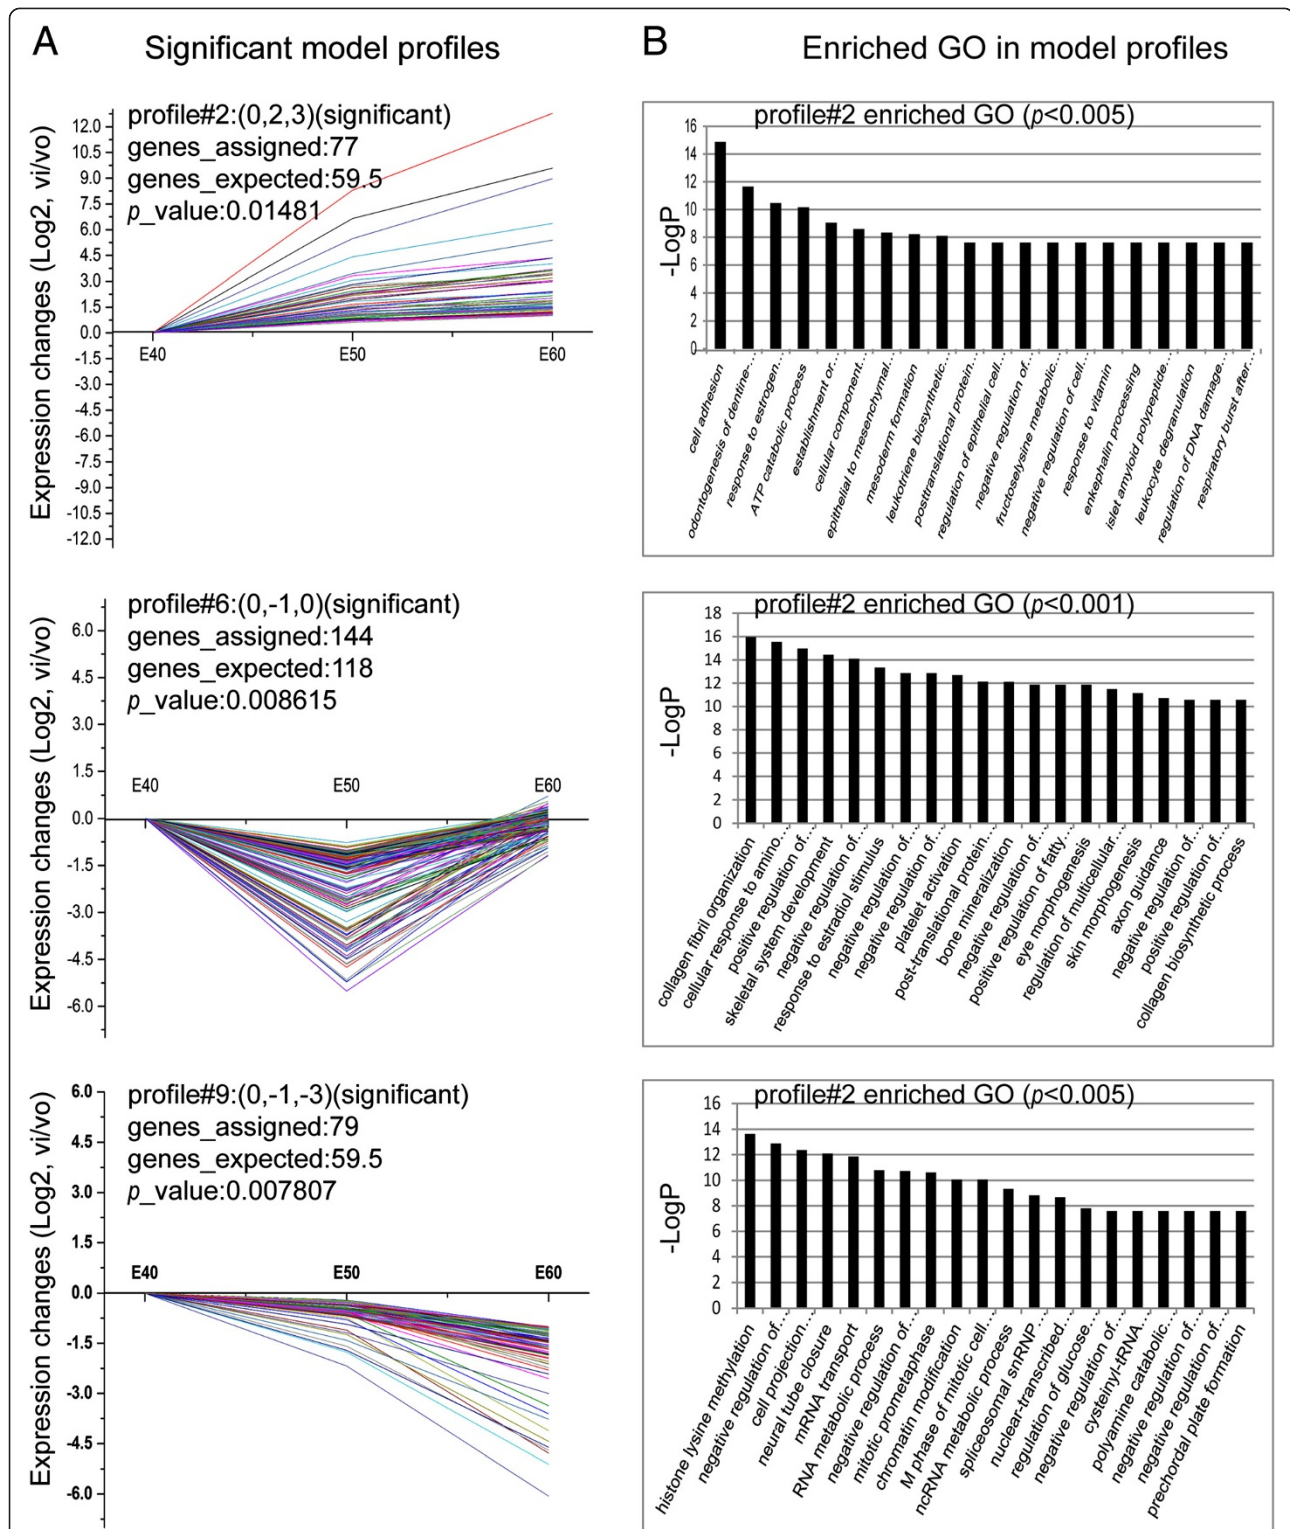 A Significant model profiles
B Enriched GO in model profiles
profile#2:(0,2,3)(significant)
genes_assigned:77
genes_expected:59.5
p_value:0.01481
Expression changes (Log2, vi/vo)
12.0
10.5
9.0
7.5
6.0
4.5
3.0
1.5
0.0
-1.5
-3.0
-4.5
-6.0
-7.5
-9.0
-10.5
-12.0
E40 E50 E60
profile#2 enriched GO (p<0.005)
-LogP
16
14
12
10
8
6
4
2
0
cell adhesion
odontogenesis of dentine-...
response to estrogen...
ATP catabolic process
establishment or...
cellular component...
epithelial to mesenchymal...
mesoderm formation
leukotriene biosynthetic...
posttranslational protein...
regulation of epithelial cell...
negative regulation of...
fructoselysine metabolic...
negative regulation of cell...
response to vitamin
enkephalin processing
islet amyloid polypeptide...
leukocyte degranulation
regulation of DNA damage...
respiratory burst after...
profile#6:(0,-1,0)(significant)
genes_assigned:144
genes_expected:118
p_value:0.008615
Expression changes (Log2, vi/vo)
6.0
4.5
3.0
1.5
0.0
-1.5
-3.0
-4.5
-6.0
E40 E50 E60
profile#2 enriched GO (p<0.001)
-LogP
18
16
14
12
10
8
6
4
2
0
collagen fibril organization
cellular response to amino...
positive regulation of...
skeletal system development
negative regulation of...
response to estradiol stimulus
negative regulation of...
negative regulation of...
platelet activation
post-translational protein...
bone mineralization
negative regulation of...
positive regulation of fatty...
eye morphogenesis
regulation of multicellular...
skin morphogenesis
axon guidance
negative regulation of...
positive regulation of...
collagen biosynthetic process
profile#9:(0,-1,-3)(significant)
genes_assigned:79
genes_expected:59.5
p_value:0.007807
Expression changes (Log2, vi/vo)
6.0
4.5
3.0
1.5
0.0
-1.5
-3.0
-4.5
-6.0
E40 E50 E60
profile#2 enriched GO (p<0.005)
-LogP
16
14
12
10
8
6
4
2
0
histone lysine methylation
negative regulation of...
cell projection...
neural tube closure
mRNA transport
RNA metabolic process
negative regulation of...
mitotic prometaphase
chromatin modification
M phase of mitotic cell...
ncRNA metabolic process
spliceosomal snRNP...
nuclear-transcribed...
regulation of glucose...
negative regulation of...
cysteinyl-tRNA...
polyamine catabolic...
negative regulation of...
negative regulation of...
prechordal plate formation